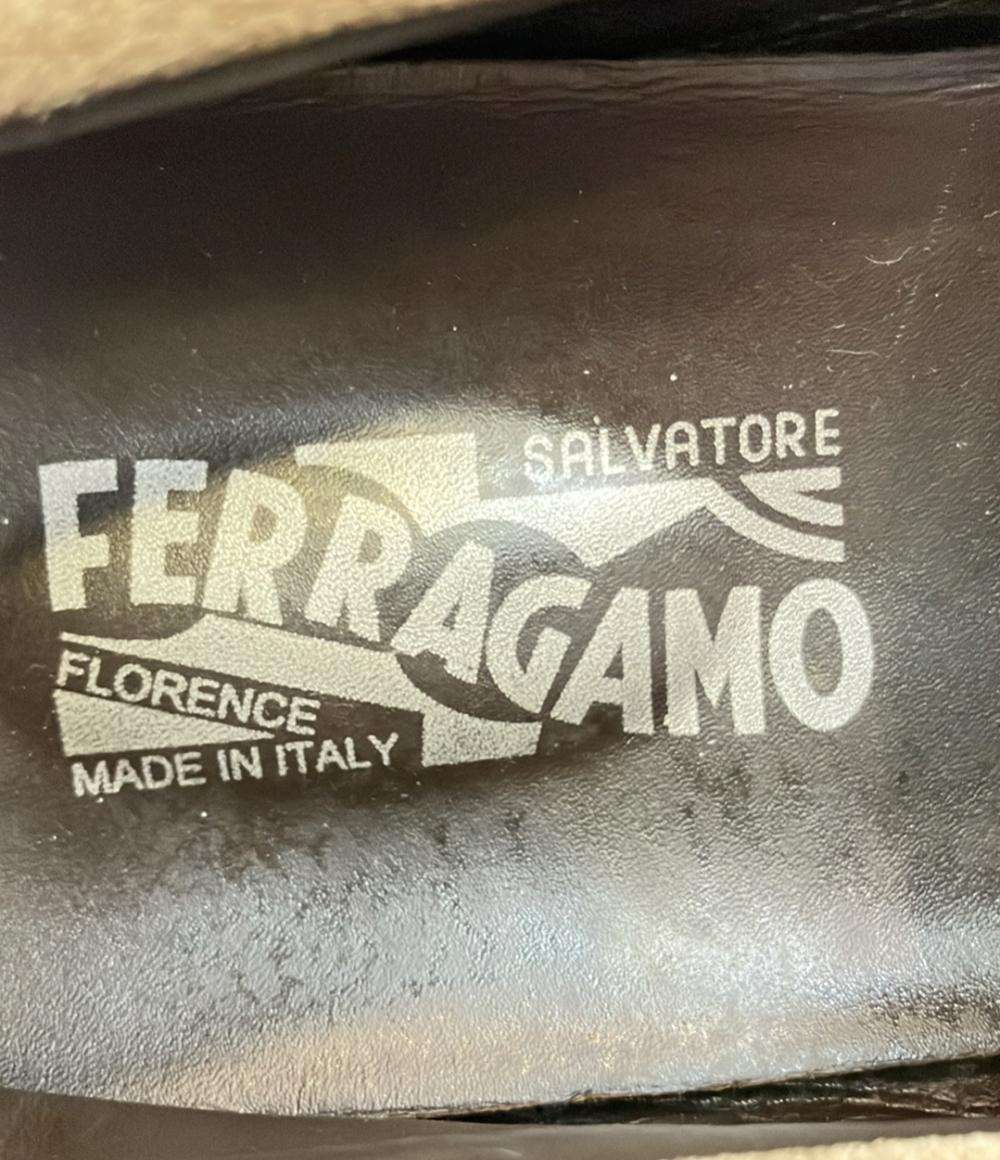 SALVATORE
FERRAGAMO
FLORENCE
MADE IN ITALY